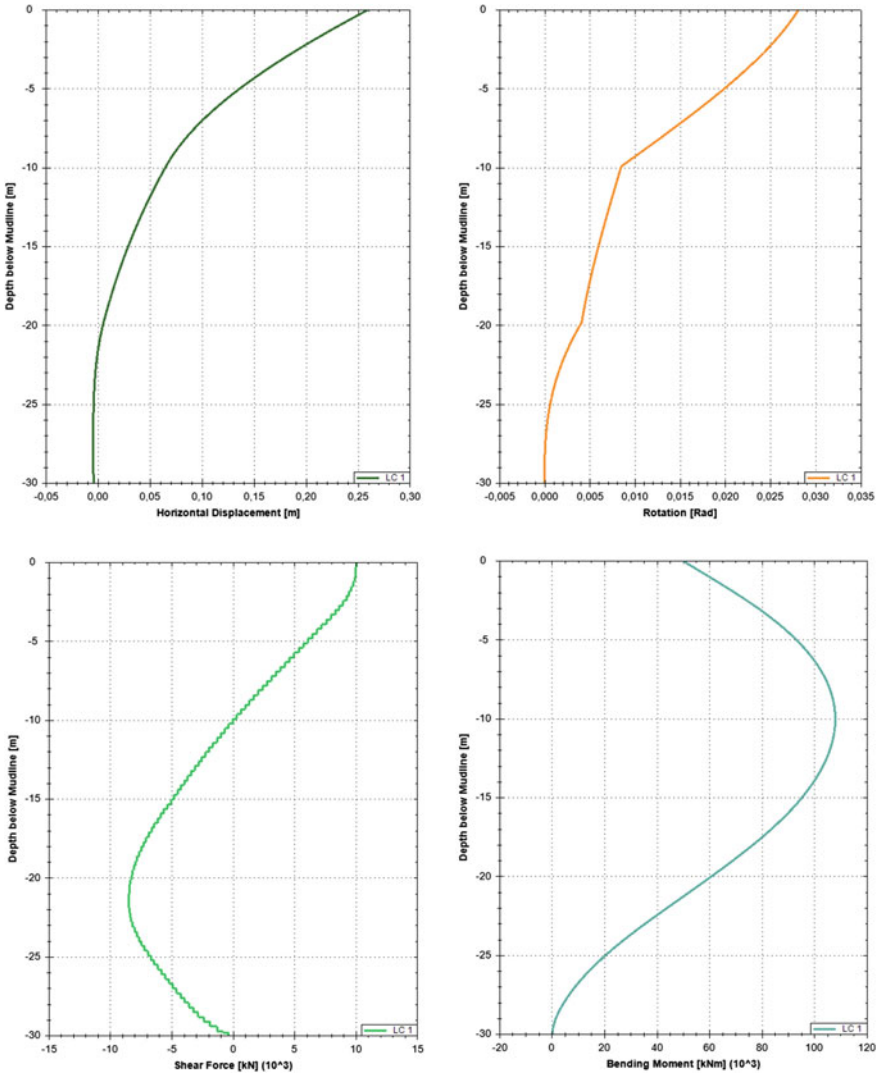 0
-5
-10
-15
-20
-25
-30
Depth below Mudline [m]
-0,05 0,00 0,05 0,10 0,15 0,20 0,25 0,30
Horizontal Displacement [m]
LC 1
0
-5
-10
-15
-20
-25
-30
Depth below Mudline [m]
-0,005 0,000 0,005 0,010 0,015 0,020 0,025 0,030 0,035
Rotation [Rad]
LC 1
0
-5
-10
-15
-20
-25
-30
Depth below Mudline [m]
-15 -10 -5 0 5 10 15
Shear Force [kN] (10^3)
LC 1
0
-5
-10
-15
-20
-25
-30
Depth below Mudline [m]
-20 0 20 40 60 80 100 120
Bending Moment [kNm] (10^3)
LC 1